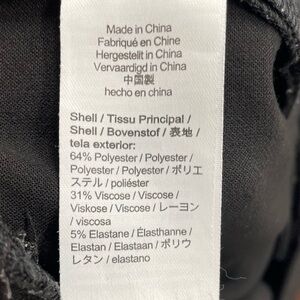 Made in China
Fabriqué en Chine
Hergestellt in China
Vervaardigd in China
中国製
hecho en china
Shell / Tissu Principal /
Shell / Bovenstof / 表地 /
tela exterior:
64% Polyester / Polyester /
Polyester / Polyester / ポリエ
ステル / poliéster
31% Viscose / Viscose /
Viskose / Viscose / レーヨン
/ viscosa
5% Elastane / Élasthanne /
Elastan / Elastaan / ポリウ
レタン / elastano